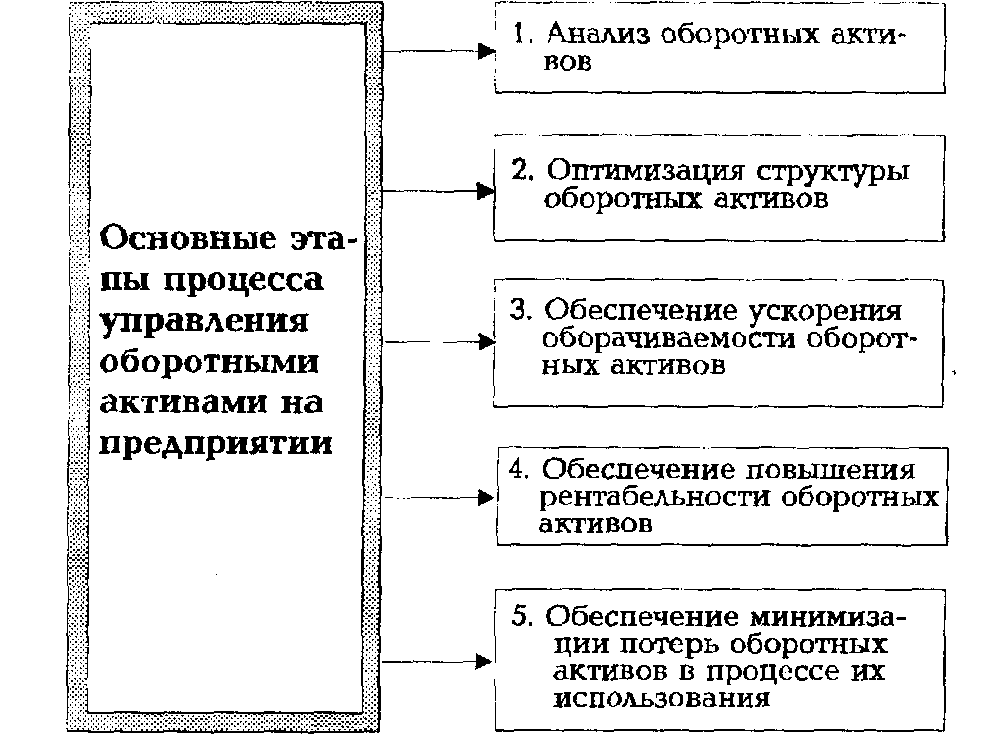 Основные эта-
пы процесса
управления
оборотными
активами на
предприятии
1. Анализ оборотных акти-
вов
2. Оптимизация структуры
оборотных активов
3. Обеспечение ускорения
оборачиваемости оборот-
ных активов
4. Обеспечение повышения
рентабельности оборотных
активов
5. Обеспечение минимиза-
ции потерь оборотных
активов в процессе их
использования